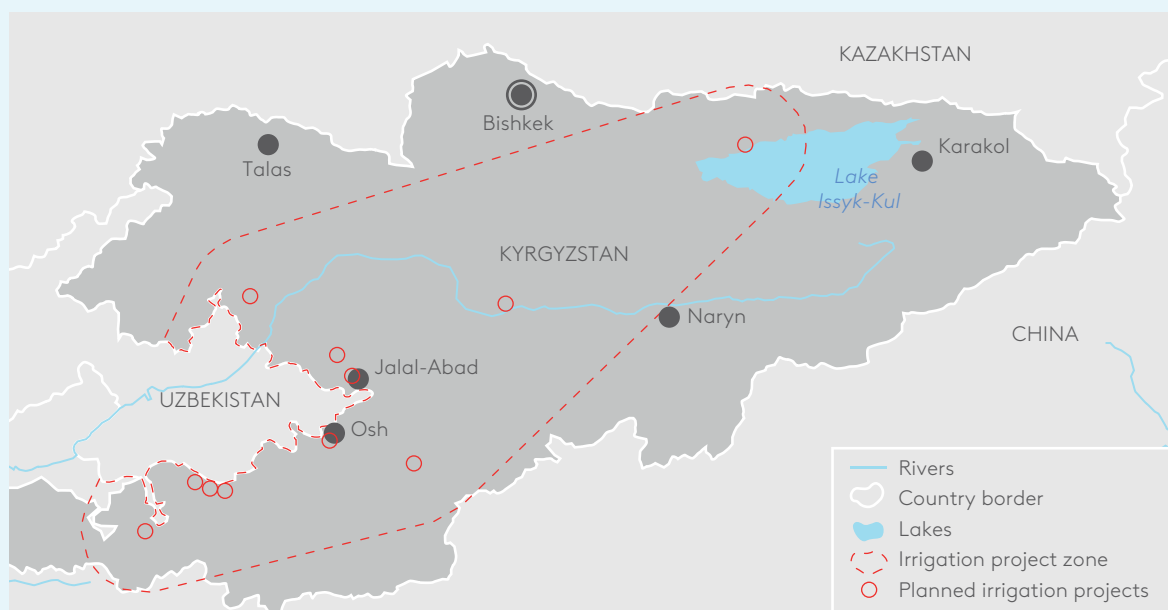 KAZAKHSTAN
Bishkek
Talas
Karakol
Lake
Issyk-Kul
KYRGYZSTAN
Naryn
CHINA
Jalal-Abad
UZBEKISTAN
Osh
Rivers
Country border
Lakes
Irrigation project zone
Planned irrigation projects